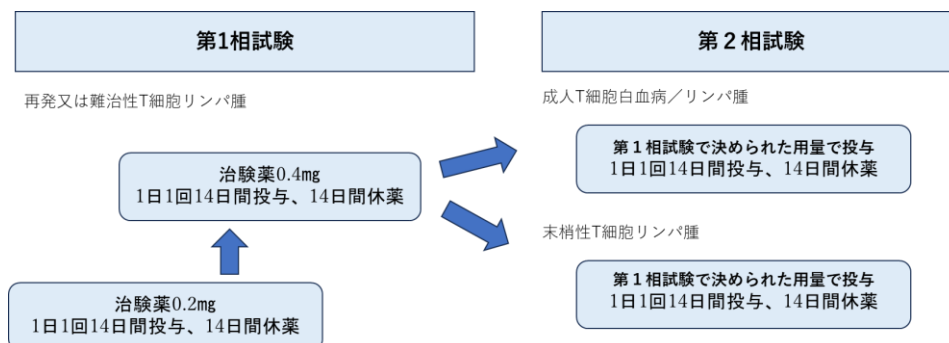 第1相試験
再発又は難治性T細胞リンパ腫
治験薬0.4mg
1日1回14日間投与、14日間休薬
治験薬0.2mg
1日1回14日間投与、14日間休薬
第２相試験
成人T細胞白血病／リンパ腫
第１相試験で決められた用量で投与
1日1回14日間投与、14日間休薬
末梢性T細胞リンパ腫
第１相試験で決められた用量で投与
1日1回14日間投与、14日間休薬